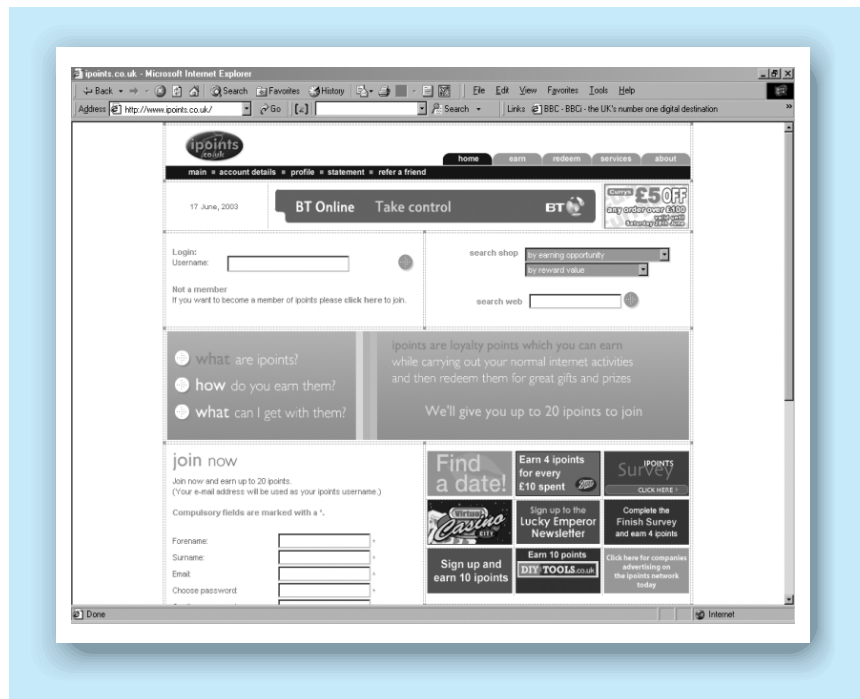 ipoints.co.uk - Microsoft Internet Explorer
Back Search Favorites History File Edit View Favorites Tools Help
Address http://www.ipoints.co.uk/ Go Search Links BBC - BBCi - the UK's number one digital destination
ipoints
.co.uk
home earn redeem services about
main account details profile statement refer a friend
17 June, 2003
BT Online Take control
BT
Currys £5 OFF
any order over £100
valid until
Saturday 28th June
Login:
Username:
Not a member
If you want to become a member of ipoints please click here to join.
search shop by earning opportunity
by reward value
search web
what are ipoints?
how do you earn them?
what can I get with them?
ipoints are loyalty points which you can earn
while carrying out your normal internet activities
and then redeem them for great gifts and prizes
We'll give you up to 20 ipoints to join
join now
Join now and earn up to 20 ipoints.
(Your e-mail address will be used as your ipoints username.)
Compulsory fields are marked with a *.
Forename: *
Surname: *
Email: *
Choose password: *
Find
a date!
Earn 4 ipoints
for every
£10 spent
Boots
IPOINTS
Survey
CLICK HERE >
Virtual
Casino
CITY
Sign up to the
Lucky Emperor
Newsletter
Complete the
Finish Survey
and earn 4 ipoints
Sign up and
earn 10 ipoints
Earn 10 points
DIY TOOLS.co.uk
Click here for companies
advertising on
the ipoints network
today
Done Internet